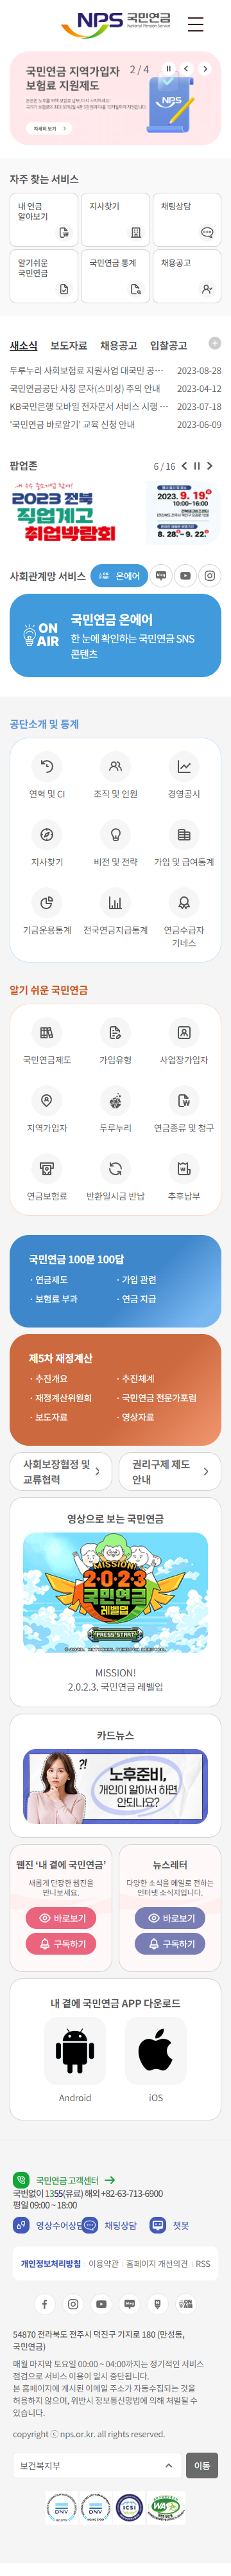 NPS 국민연금
National Pension Service
국민연금 지역가입자
보험료 지원제도
2 / 4
자세히 보기
NPS
자주 찾는 서비스
내 연금
알아보기
지사찾기
채팅상담
알기쉬운
국민연금
국민연금 통계
채용공고
새소식 보도자료 채용공고 입찰공고
두루누리 사회보험료 지원사업 대국민 공… 2023-08-28
국민연금공단 사칭 문자(스미싱) 주의 안내 2023-04-12
KB국민은행 모바일 전자문서 서비스 시행 … 2023-07-18
'국민연금 바로알기' 교육 신청 안내 2023-06-09
팝업존
6 / 16
2023 전북
직업계고
취업박람회
2023. 9. 19.
10:00~16:00
8. 28.~ 9. 22.
사회관계망 서비스
온에어
ON
AIR
국민연금 온에어
한 눈에 확인하는 국민연금 SNS
콘텐츠
공단소개 및 통계
연혁 및 CI
조직 및 인원
경영공시
지사찾기
비전 및 전략
가입 및 급여통계
기금운용통계
전국연금지급통계
연금수급자
기네스
알기 쉬운 국민연금
국민연금제도
가입유형
사업장가입자
지역가입자
두루누리
연금종류 및 청구
연금보험료
반환일시금 반납
추후납부
국민연금 100문 100답
· 연금제도
· 가입 관련
· 보험료 부과
· 연금 지급
제5차 재정계산
· 추진개요
· 추진체계
· 재정계산위원회
· 국민연금 전문가포럼
· 보도자료
· 영상자료
사회보장협정 및
교류협력
권리구제 제도
안내
영상으로 보는 국민연금
MISSION!
2023
국민연금
레벨업
PRESS START
MISSION!
2.0.2.3. 국민연금 레벨업
카드뉴스
?!
노후준비,
개인이 알아서 하면
안되나요?
웹진 '내 곁에 국민연금'
새롭게 단장한 웹진을
만나보세요.
바로보기
구독하기
뉴스레터
다양한 소식을 메일로 전하는
인터넷 소식지입니다.
바로보기
구독하기
내 곁에 국민연금 APP 다운로드
Android
iOS
국민연금 고객센터
국번없이 1355(유료) 해외 +82-63-713-6900
평일 09:00 ~ 18:00
영상수어상담
채팅상담
챗봇
개인정보처리방침 이용약관 홈페이지 개선의견 RSS
54870 전라북도 전주시 덕진구 기지로 180 (만성동,
국민연금)
매월 마지막 토요일 00:00 ~ 04:00까지는 정기적인 서비스
점검으로 서비스 이용이 일시 중단됩니다.
본 홈페이지에 게시된 이메일 주소가 자동수집되는 것을
허용하지 않으며, 위반시 정보통신망법에 의해 처벌될 수
있습니다.
copyright ⓒ nps.or.kr. all rights reserved.
보건복지부
이동
DNV
DNV
ICSI
WA